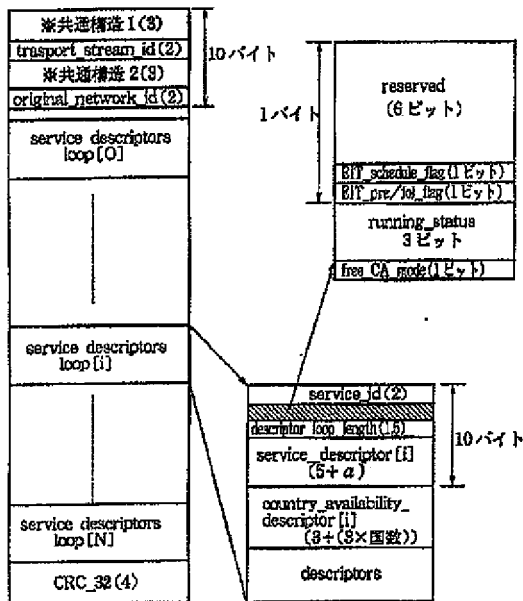 ※共通構造1(3)
trasport_stream_id(2)
※共通構造2(3)
original_network_id(2)
10バイト
service descriptors
loop[0]
service descriptors
loop[i]
service descriptors
loop[N]
CRC_32(4)
1バイト
reserved
(6ビット)
EIT_schedule_flag(1ビット)
EIT_pre/fol_flag(1ビット)
running_status
3ビット
free_CA_mode(1ビット)
service_id(2)
descriptor_loop_length(1.5)
service_descriptor[i]
(5+a)
10バイト
country_availability_
descriptor[i]
(3+(3×国数))
descriptors